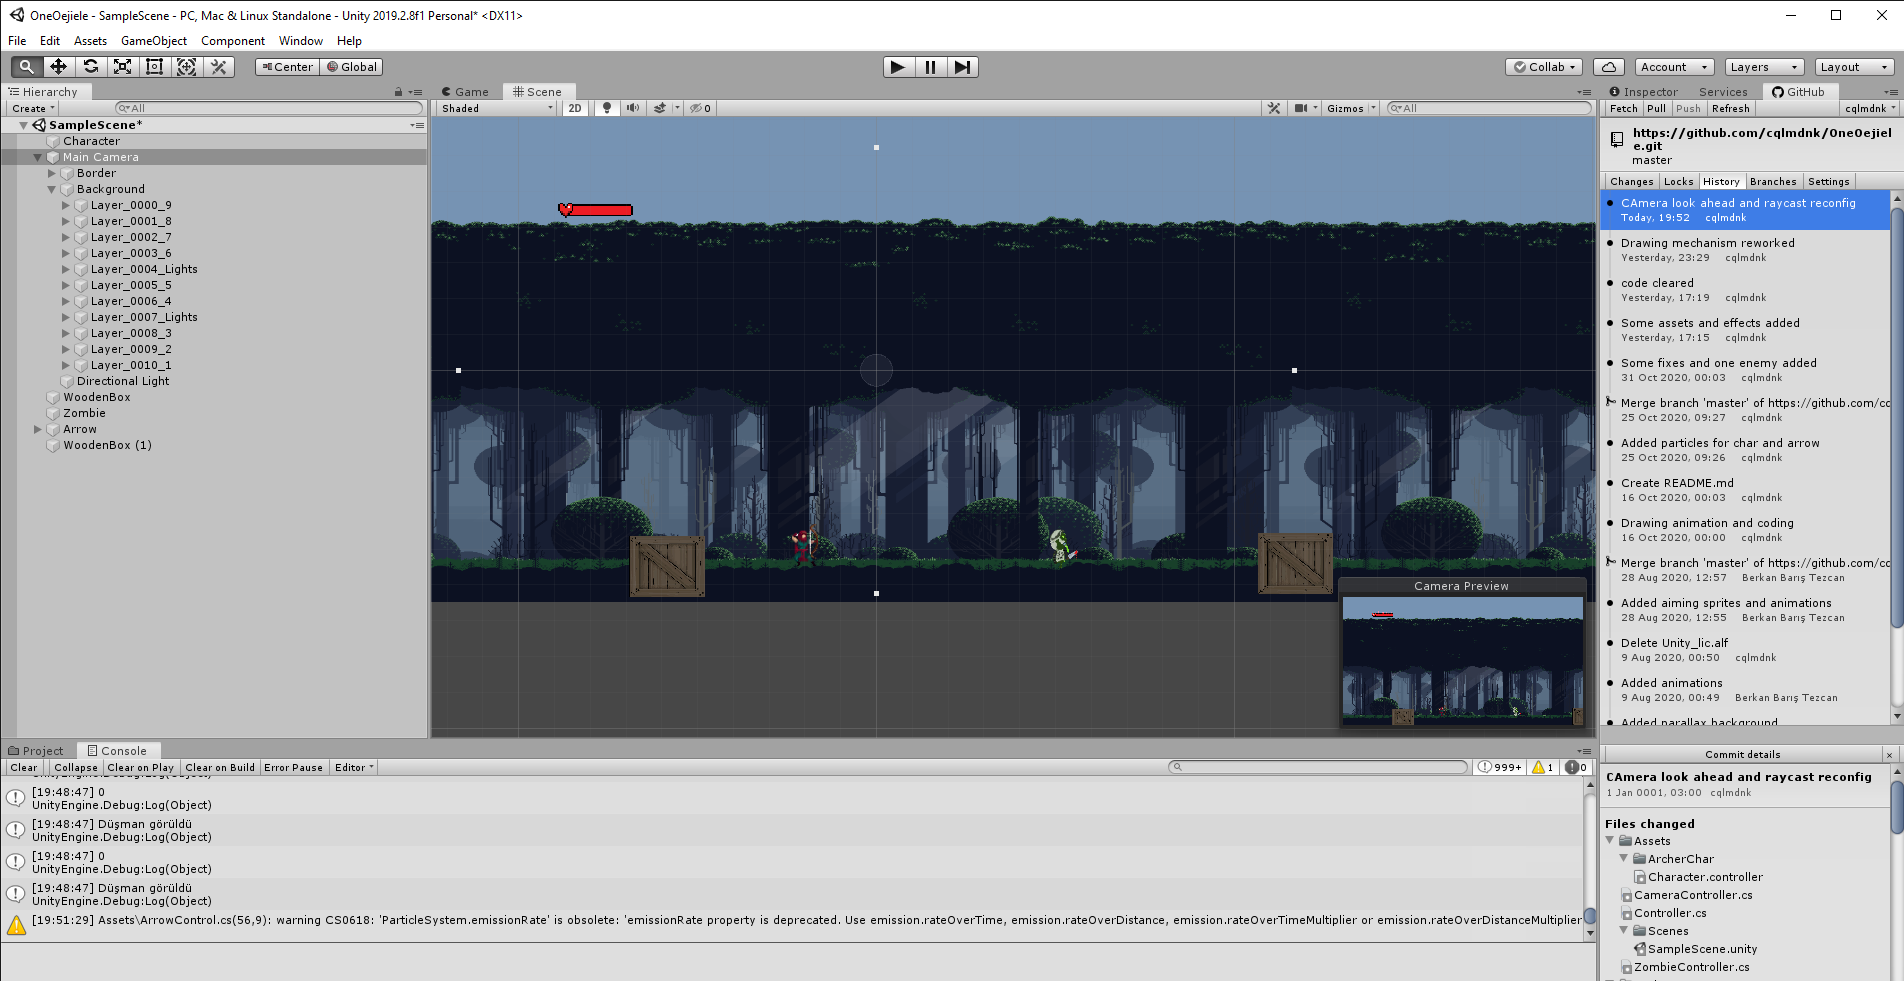 OneOejiele - SampleScene - PC, Mac & Linux Standalone - Unity 2019.2.8f1 Personal* <DX11>
File Edit Assets GameObject Component Window Help
Center Global
Collab
Account
Layers
Layout
Hierarchy
Create
All
SampleScene*
Character
Main Camera
Border
Background
Layer_0000_9
Layer_0001_8
Layer_0002_7
Layer_0003_6
Layer_0004_Lights
Layer_0005_5
Layer_0006_4
Layer_0007_Lights
Layer_0008_3
Layer_0009_2
Layer_0010_1
Directional Light
WoodenBox
Zombie
Arrow
WoodenBox (1)
Game Scene
Shaded 2D 0 Gizmos All
Camera Preview
Inspector Services GitHub
Fetch Pull Push Refresh cqlmdnk
https://github.com/cqlmdnk/OneOejiel
e.git
master
Changes Locks History Branches Settings
CAmera look ahead and raycast reconfig
Today, 19:52 cqlmdnk
Drawing mechanism reworked
Yesterday, 23:29 cqlmdnk
code cleared
Yesterday, 17:19 cqlmdnk
Some assets and effects added
Yesterday, 17:15 cqlmdnk
Some fixes and one enemy added
31 Oct 2020, 00:03 cqlmdnk
Merge branch 'master' of https://github.com/cc
25 Oct 2020, 09:27 cqlmdnk
Added particles for char and arrow
25 Oct 2020, 09:26 cqlmdnk
Create README.md
16 Oct 2020, 00:03 cqlmdnk
Drawing animation and coding
16 Oct 2020, 00:00 cqlmdnk
Merge branch 'master' of https://github.com/cc
28 Aug 2020, 12:57 Berkan Barış Tezcan
Added aiming sprites and animations
28 Aug 2020, 12:55 Berkan Barış Tezcan
Delete Unity_lic.alf
9 Aug 2020, 00:50 cqlmdnk
Added animations
9 Aug 2020, 00:49 Berkan Barış Tezcan
Added parallax background
Commit details
CAmera look ahead and raycast reconfig
1 Jan 0001, 03:00 cqlmdnk
Files changed
Assets
ArcherChar
Character.controller
CameraController.cs
Controller.cs
Scenes
SampleScene.unity
ZombieController.cs
Project Console
Clear Collapse Clear on Play Clear on Build Error Pause Editor
999+ 1 0
UnityEngine.Debug:Log(Object)
[19:48:47] 0
UnityEngine.Debug:Log(Object)
[19:48:47] Düşman görüldü
UnityEngine.Debug:Log(Object)
[19:48:47] 0
UnityEngine.Debug:Log(Object)
[19:48:47] Düşman görüldü
UnityEngine.Debug:Log(Object)
[19:51:29] Assets\ArrowControl.cs(56,9): warning CS0618: 'ParticleSystem.emissionRate' is obsolete: 'emissionRate property is deprecated. Use emission.rateOverTime, emission.rateOverDistance, emission.rateOverTimeMultiplier or emission.rateOverDistanceMultiplier